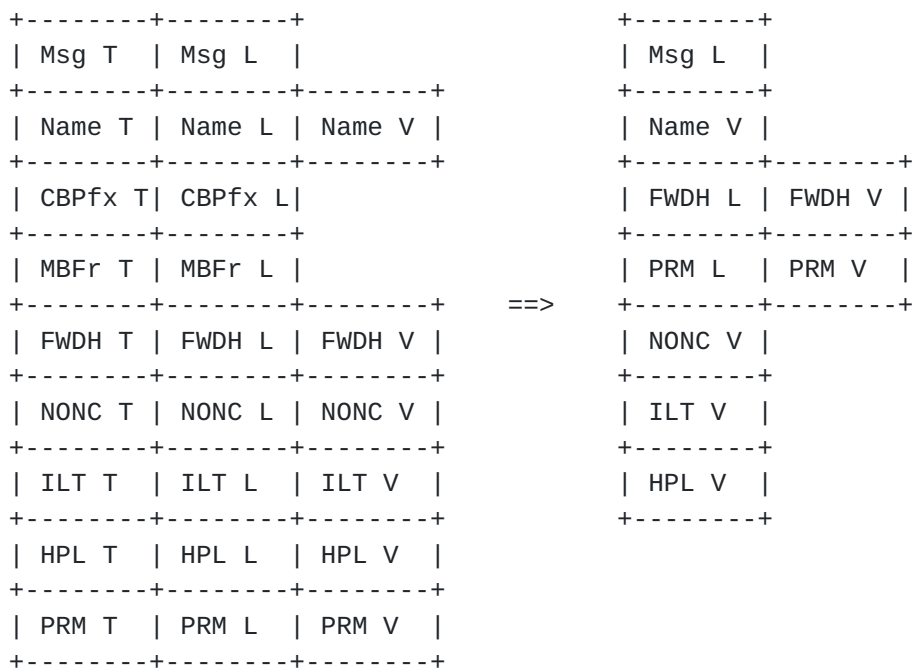 +--------+--------+                    +--------+
| Msg T  | Msg L  |                    | Msg L  |
+--------+--------+--------+           +--------+
| Name T | Name L | Name V |           | Name V |
+--------+--------+--------+           +--------+--------+
| CBPfx T| CBPfx L|                    | FWDH L | FWDH V |
+--------+--------+                    +--------+--------+
| MBFr T | MBFr L |                    | PRM L  | PRM V  |
+--------+--------+--------+    ==>    +--------+--------+
| FWDH T | FWDH L | FWDH V |           | NONC V |
+--------+--------+--------+           +--------+
| NONC T | NONC L | NONC V |           | ILT V  |
+--------+--------+--------+           +--------+
| ILT T  | ILT L  | ILT V  |           | HPL V  |
+--------+--------+--------+           +--------+
| HPL T  | HPL L  | HPL V  |
+--------+--------+--------+
| PRM T  | PRM L  | PRM V  |
+--------+--------+--------+